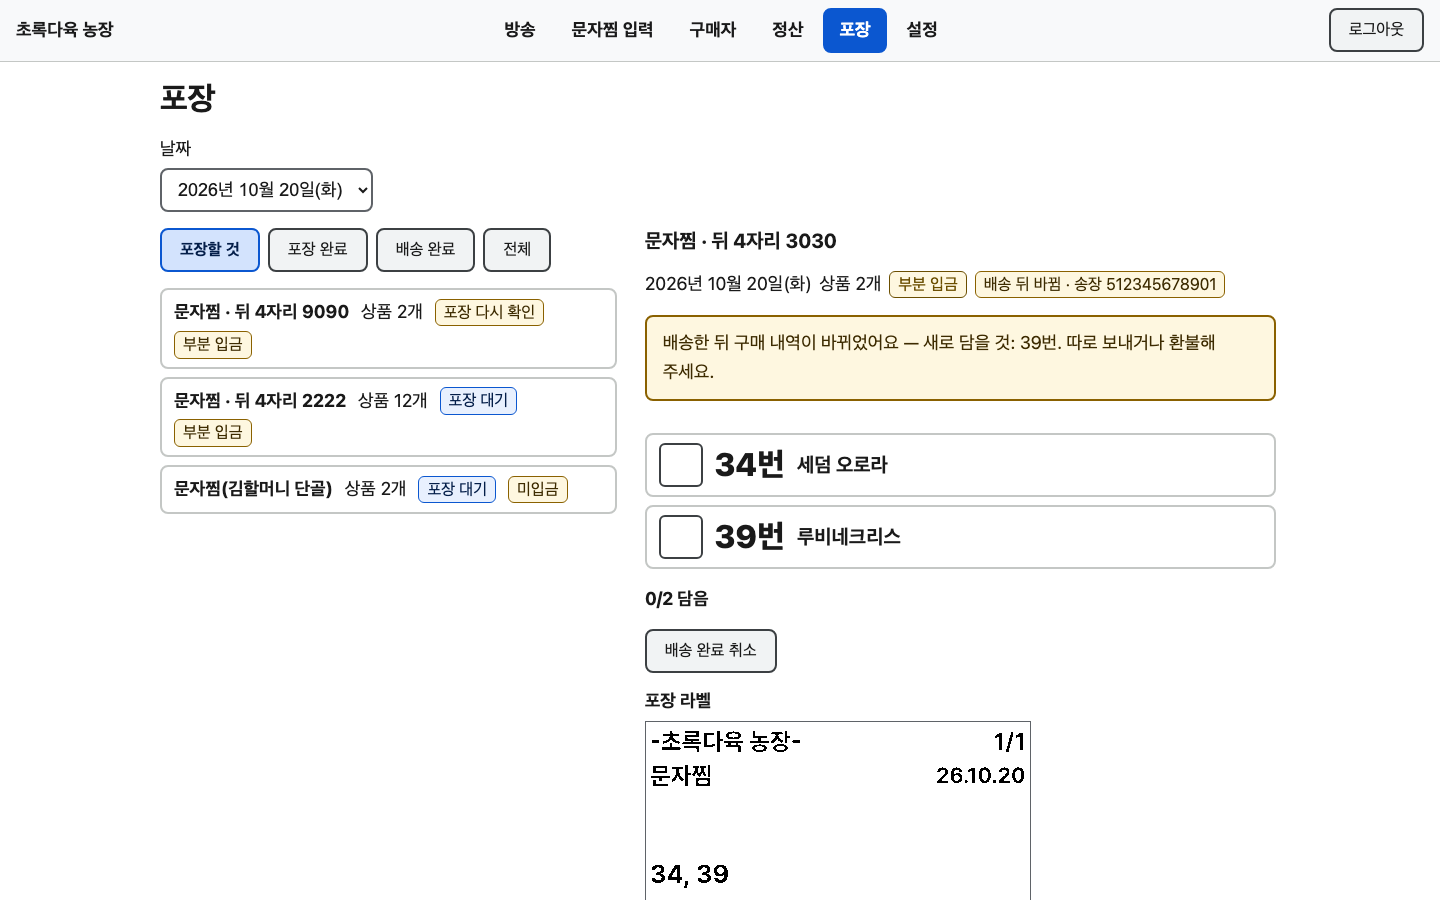 초록다육 농장
방송 문자찜 입력 구매자 정산 포장 설정
로그아웃
포장
날짜
2026년 10월 20일(화)
포장할 것 포장 완료 배송 완료 전체
문자찜 · 뒤 4자리 9090 상품 2개 포장 다시 확인
부분 입금
문자찜 · 뒤 4자리 2222 상품 12개 포장 대기
부분 입금
문자찜(김할머니 단골) 상품 2개 포장 대기 미입금
문자찜 · 뒤 4자리 3030
2026년 10월 20일(화) 상품 2개 부분 입금 배송 뒤 바뀜 · 송장 512345678901
배송한 뒤 구매 내역이 바뀌었어요 — 새로 담을 것: 39번. 따로 보내거나 환불해
주세요.
34번 세덤 오로라
39번 루비네크리스
0/2 담음
배송 완료 취소
포장 라벨
-초록다육 농장- 1/1
문자찜 26.10.20
34, 39